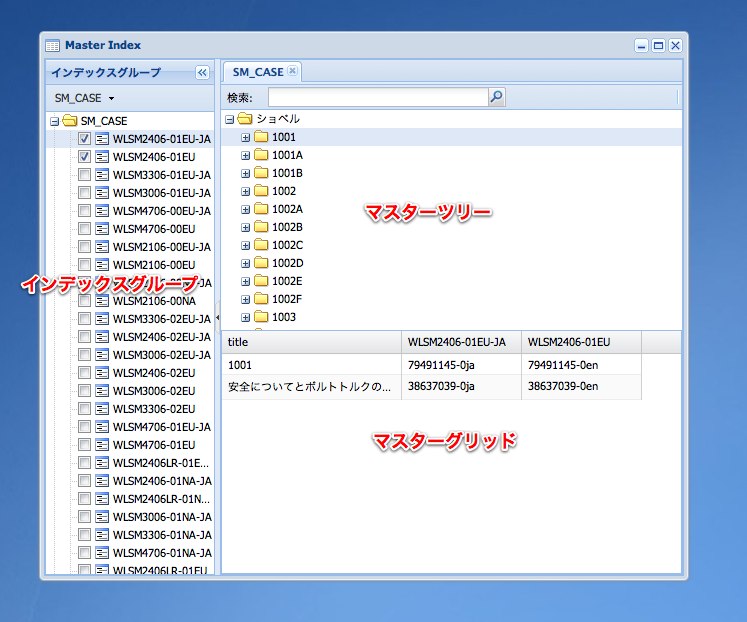 Master Index
インデックスグループ
SM_CASE
SM_CASE
WLSM2406-01EU-JA
WLSM2406-01EU
WLSM3306-01EU-JA
WLSM3006-01EU-JA
WLSM4706-00EU-JA
WLSM4706-00EU
WLSM2106-00EU-JA
WLSM2106-00EU
インデックスグループ
WLSM2106-00NA
WLSM3306-02EU-JA
WLSM2406-02EU-JA
WLSM3006-02EU-JA
WLSM2406-02EU
WLSM3006-02EU
WLSM3306-02EU
WLSM4706-01EU-JA
WLSM4706-01EU
WLSM2406LR-01E...
WLSM2406-01NA-JA
WLSM2406LR-01N...
WLSM3006-01NA-JA
WLSM3306-01NA-JA
WLSM4706-01NA-JA
WLSM2406LR-01EU
SM_CASE
検索:
ショベル
1001
1001A
1001B
1002
1002A
1002B
1002C
1002D
1002E
1002F
1003
マスターツリー
title WLSM2406-01EU-JA WLSM2406-01EU
1001 79491145-0ja 79491145-0en
安全についてとボルトトルクの... 38637039-0ja 38637039-0en
マスターグリッド